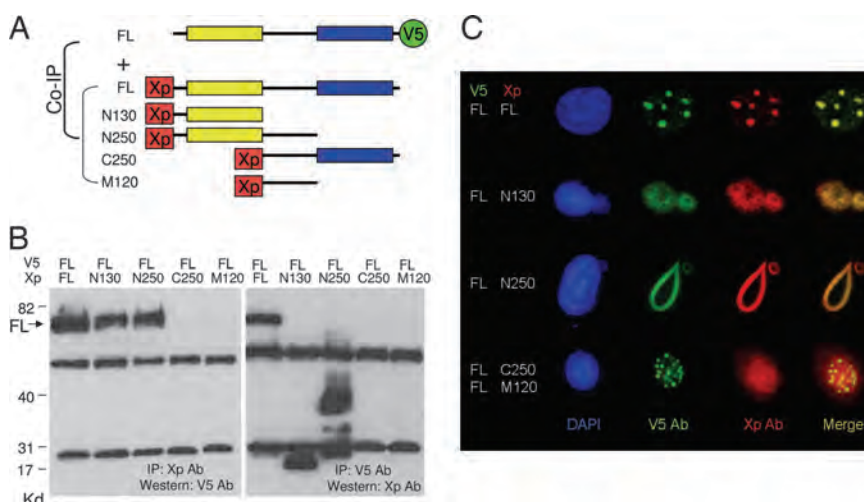 A
FL
V5
+
Co-IP
FL Xp
N130 Xp
N250 Xp
C250 Xp
M120 Xp
B
V5 FL FL FL FL FL FL FL FL FL FL
Xp FL N130 N250 C250 M120 FL N130 N250 C250 M120
82
FL
40
31
17
Kd
IP: Xp Ab
Western: V5 Ab
IP: V5 Ab
Western: Xp Ab
C
V5 Xp
FL FL
FL N130
FL N250
FL C250
FL M120
DAPI V5 Ab Xp Ab Merge